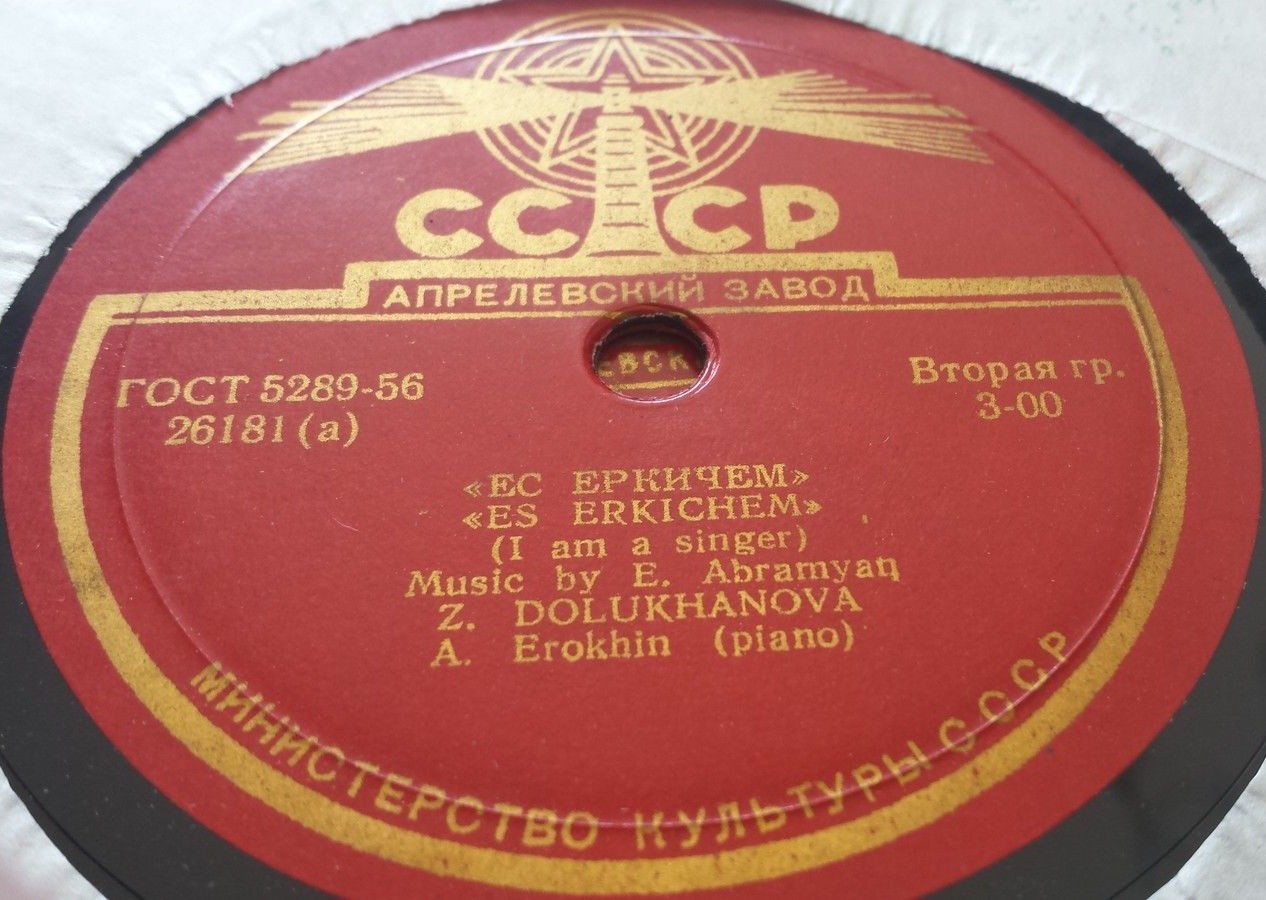 СССР
АПРЕЛЕВСКИЙ ЗАВОД
ЕВСК
ГОСТ 5289-56
26181 (а)
Вторая гр.
3-00
«ЕС ЕРКИЧЕМ»
«ES ERKICHEM»
(I am a singer)
Music by E. Abramyan
Z. DOLUKHANOVA
A. Erokhin (piano)
МИНИСТЕРСТВО КУЛЬТУРЫ СССР